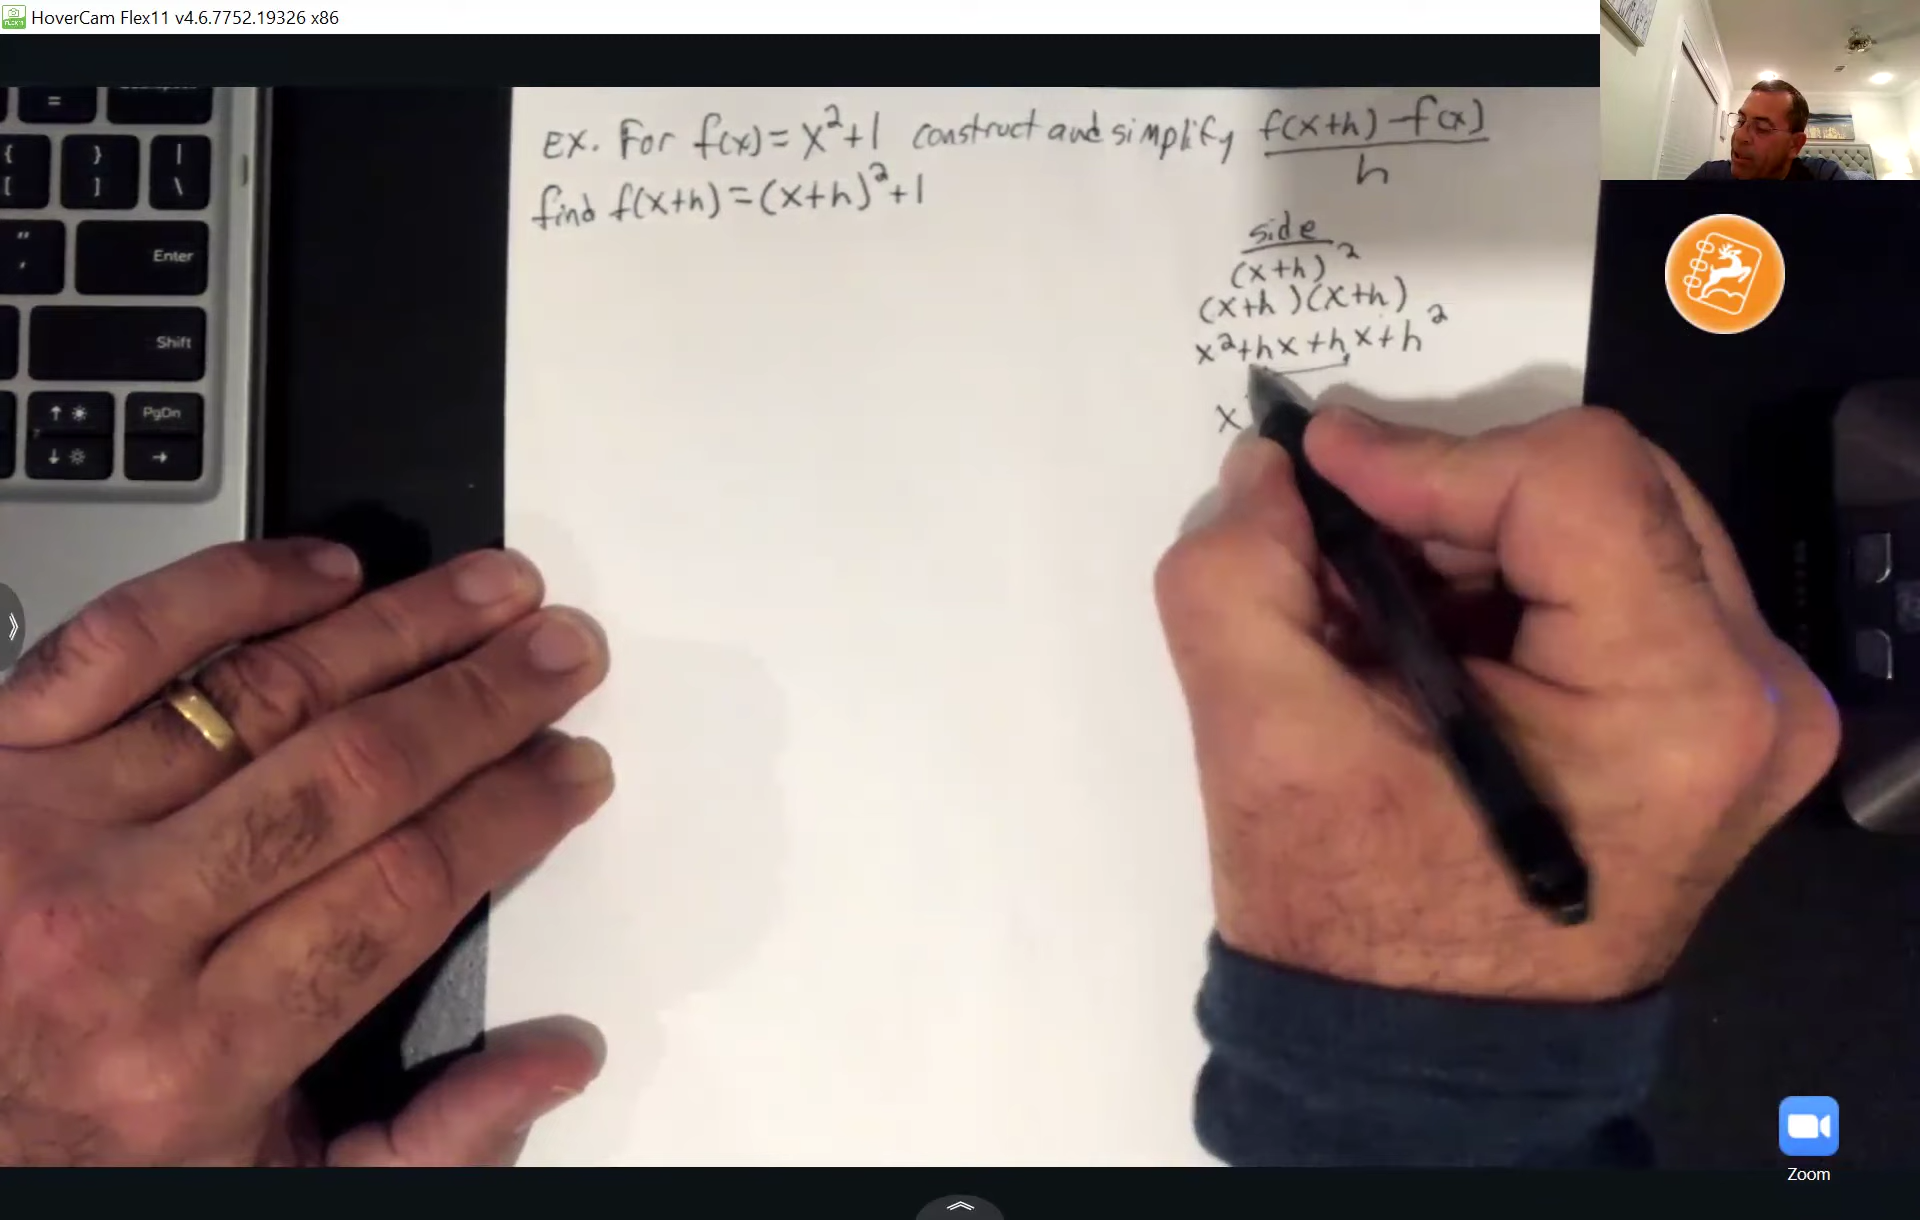 HoverCam Flex11 v4.6.7752.19326 x86
=
{ } |
[ ] \
"
,
Enter
Shift
↑ PgDn
↓ →
Ex. For f(x) = x²+1 construct and simplify f(x+h) - f(x) / h
find f(x+h) = (x+h)²+1
side
(x+h)²
(x+h)(x+h)
x²+hx+hx+h²
x
Zoom